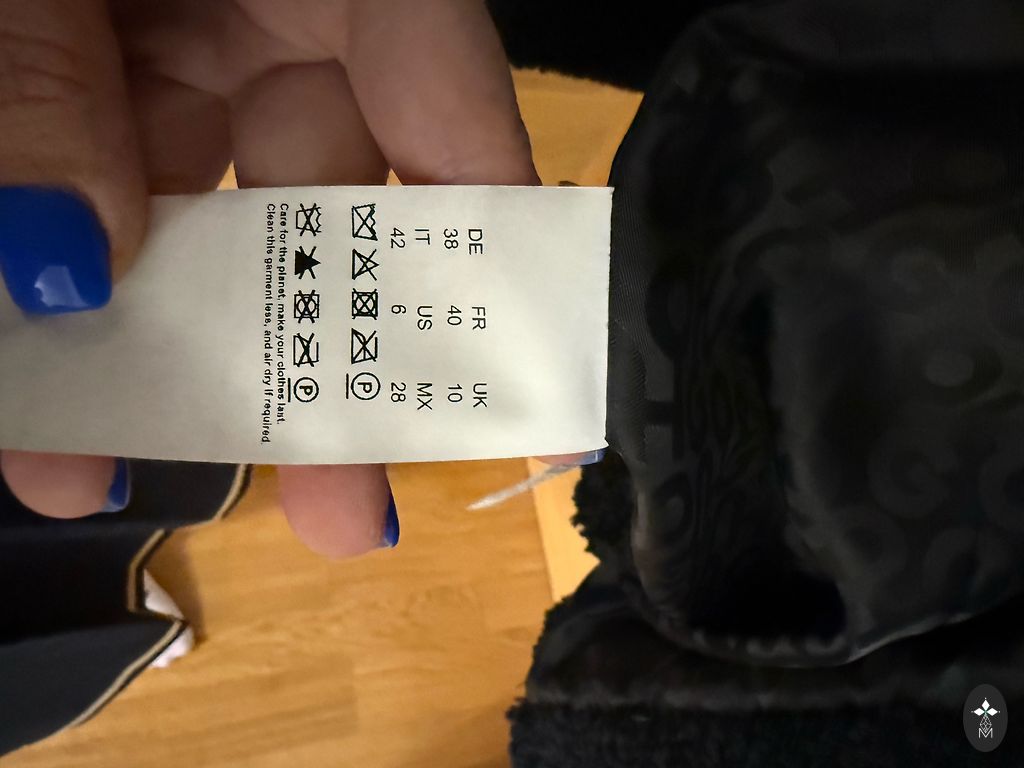 DE FR UK
38 40 10
IT US MX
42 6 28
P
P
Care for the planet, make your clothes last.
Clean this garment less, and air dry if required.
M